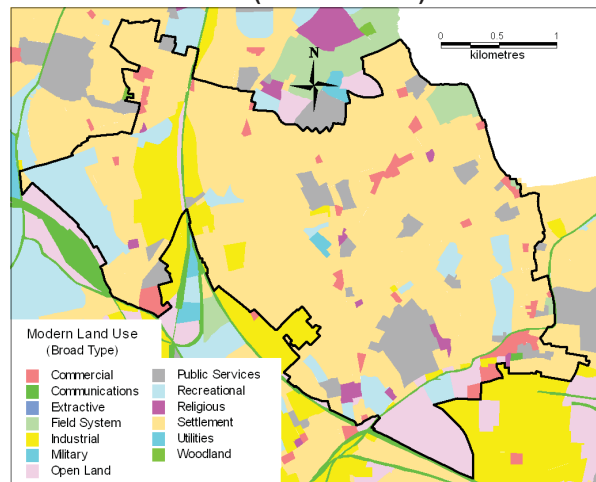 N
0 0.5 1
kilometres
Modern Land Use
(Broad Type)
Commercial
Communications
Extractive
Field System
Industrial
Military
Open Land
Public Services
Recreational
Religious
Settlement
Utilities
Woodland